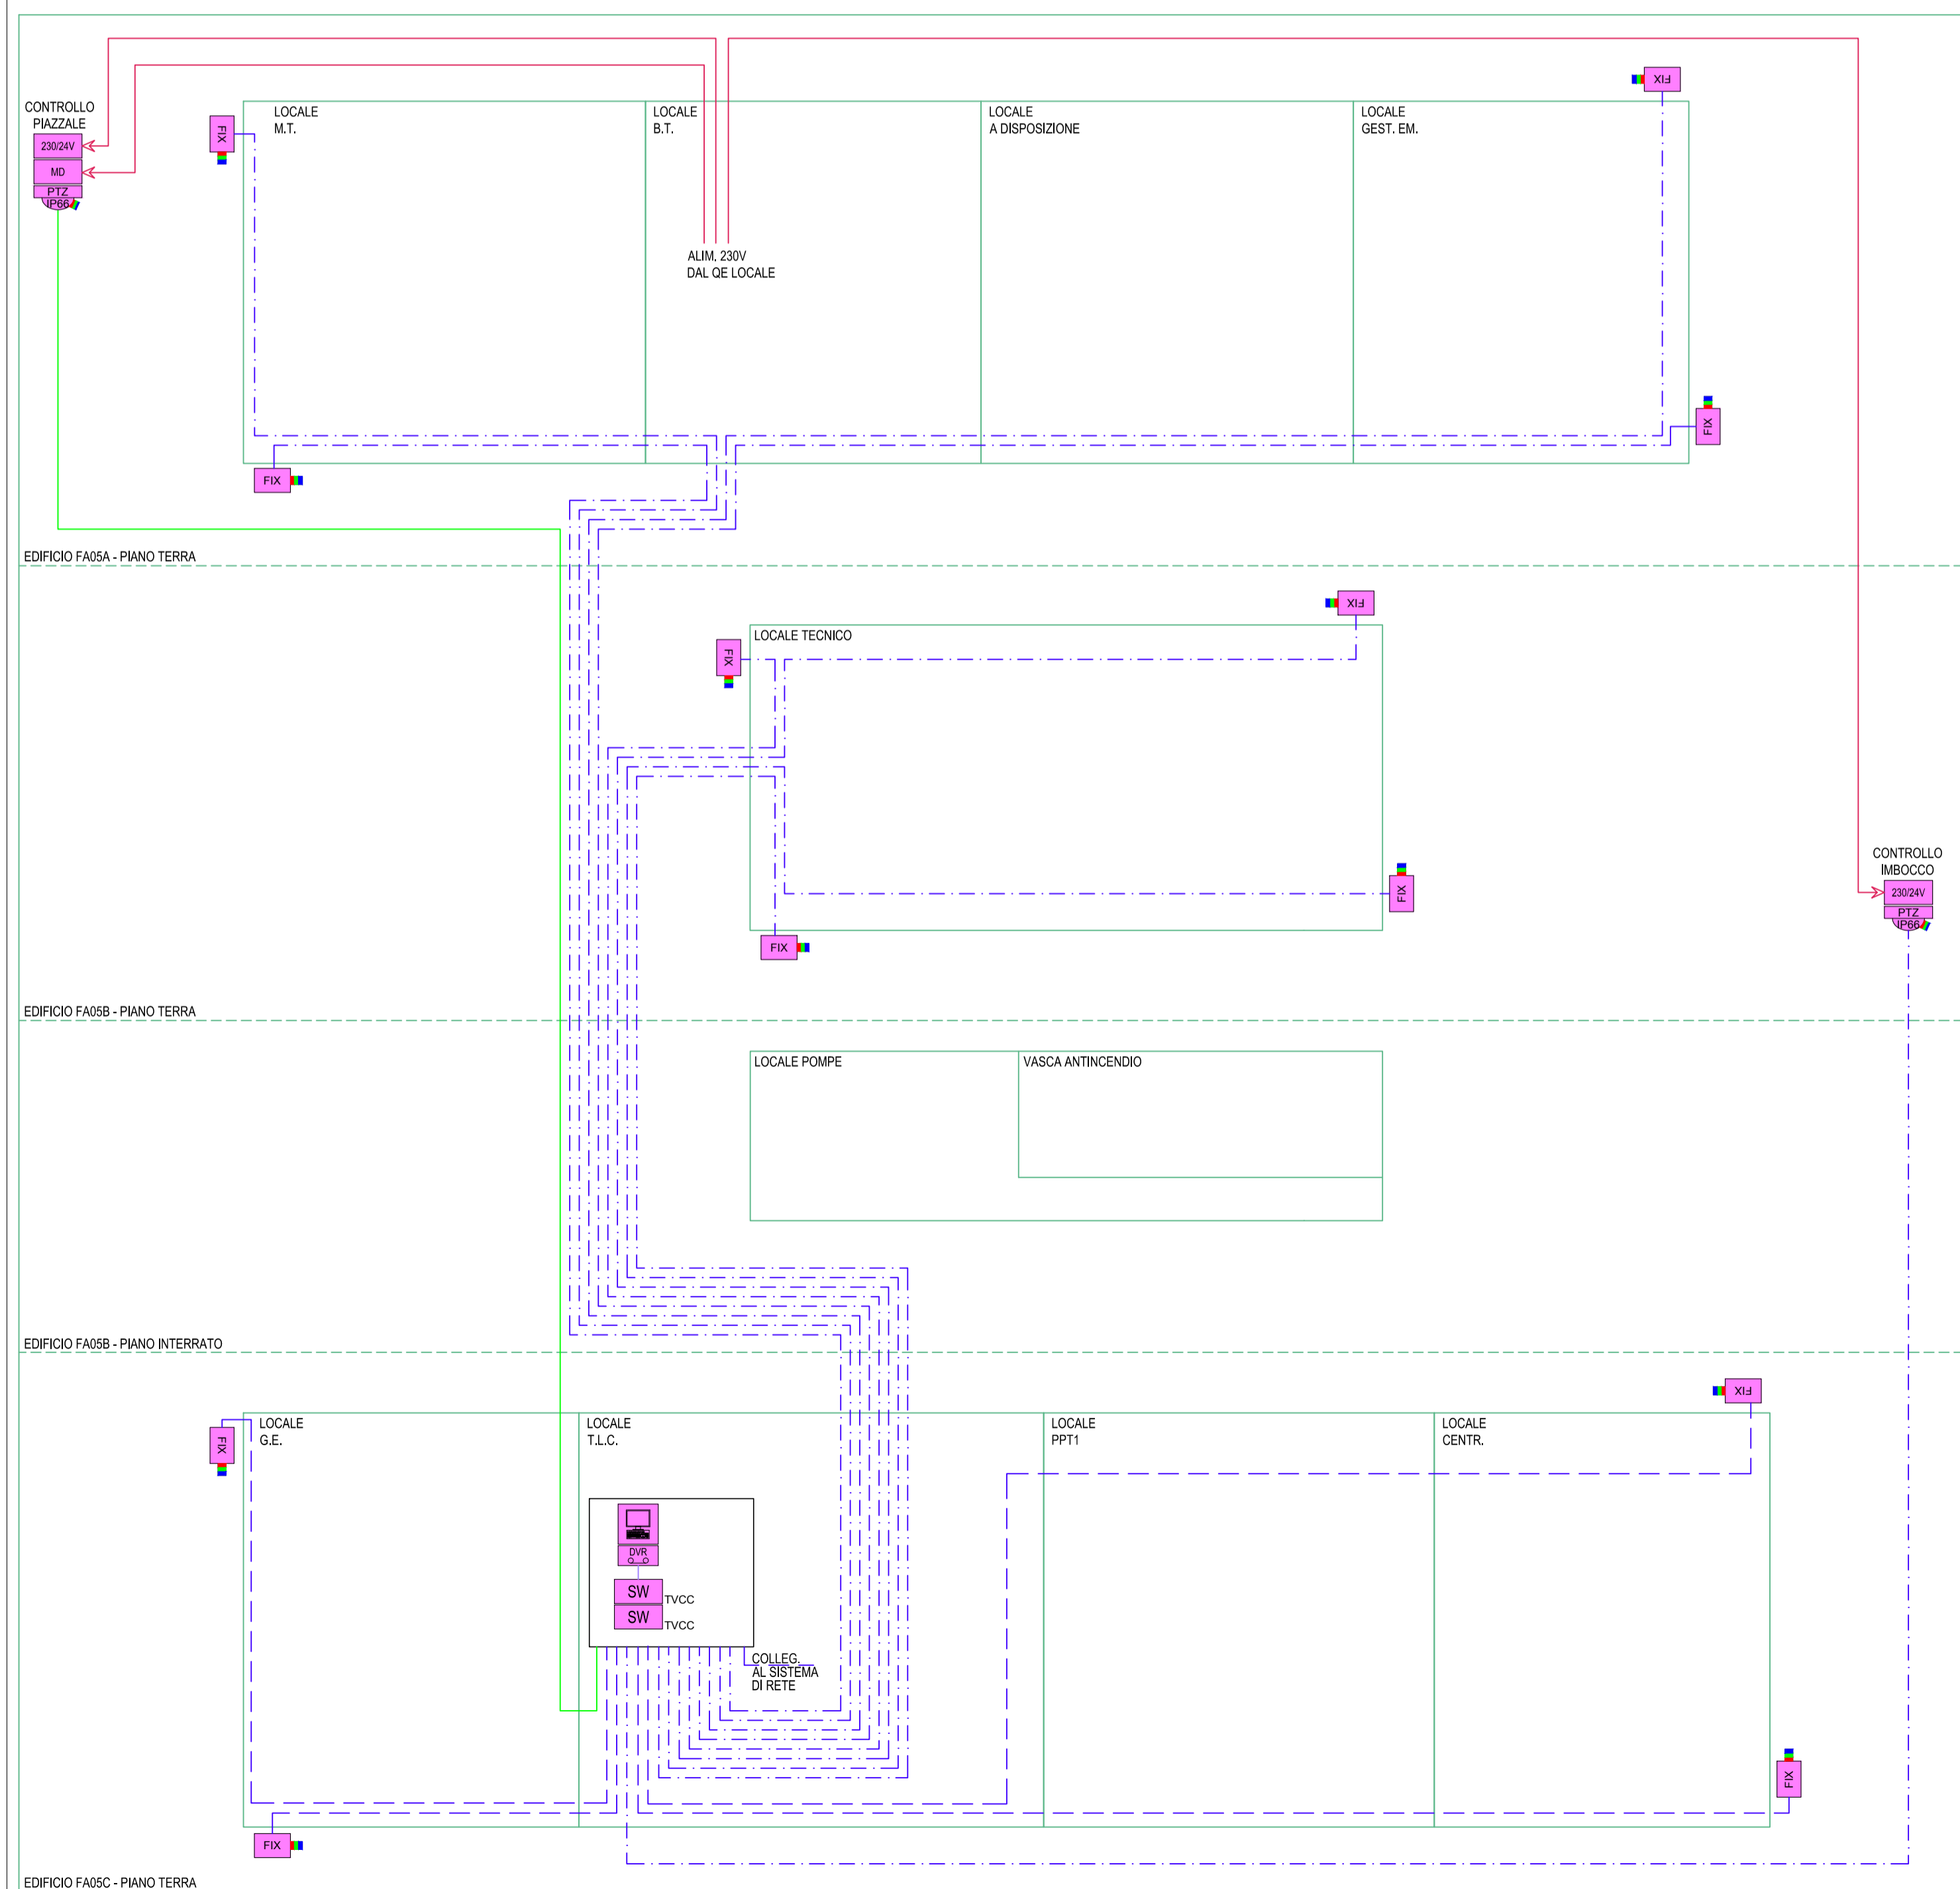 CONTROLLO
PIAZZALE
230/24V
MD
PTZ
IP66
FIX
LOCALE
M.T.
LOCALE
B.T.
LOCALE
A DISPOSIZIONE
LOCALE
GEST. EM.
FIX
ALIM. 230V
DAL QE LOCALE
FIX
FIX
EDIFICIO FA05A - PIANO TERRA
FIX
LOCALE TECNICO
FIX
CONTROLLO
IMBOCCO
230/24V
PTZ
IP66
FIX
FIX
EDIFICIO FA05B - PIANO TERRA
LOCALE POMPE
VASCA ANTINCENDIO
EDIFICIO FA05B - PIANO INTERRATO
FIX
FIX
LOCALE
G.E.
LOCALE
T.L.C.
LOCALE
PPT1
LOCALE
CENTR.
DVR
SW
TVCC
SW
TVCC
COLLEG.
AL SISTEMA
DI RETE
FIX
FIX
EDIFICIO FA05C - PIANO TERRA